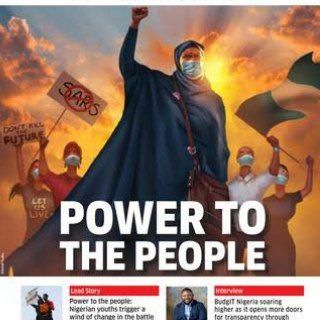 SARS
DON'T KILL
OUR
FUTURE
LET
US
LIVE
POWER TO
THE PEOPLE
Lead Story
Power to the people:
Nigerian youths trigger a
wind of change in the battle
Interview
BudgIT Nigeria soaring
higher as it opens more doors
for transparency through